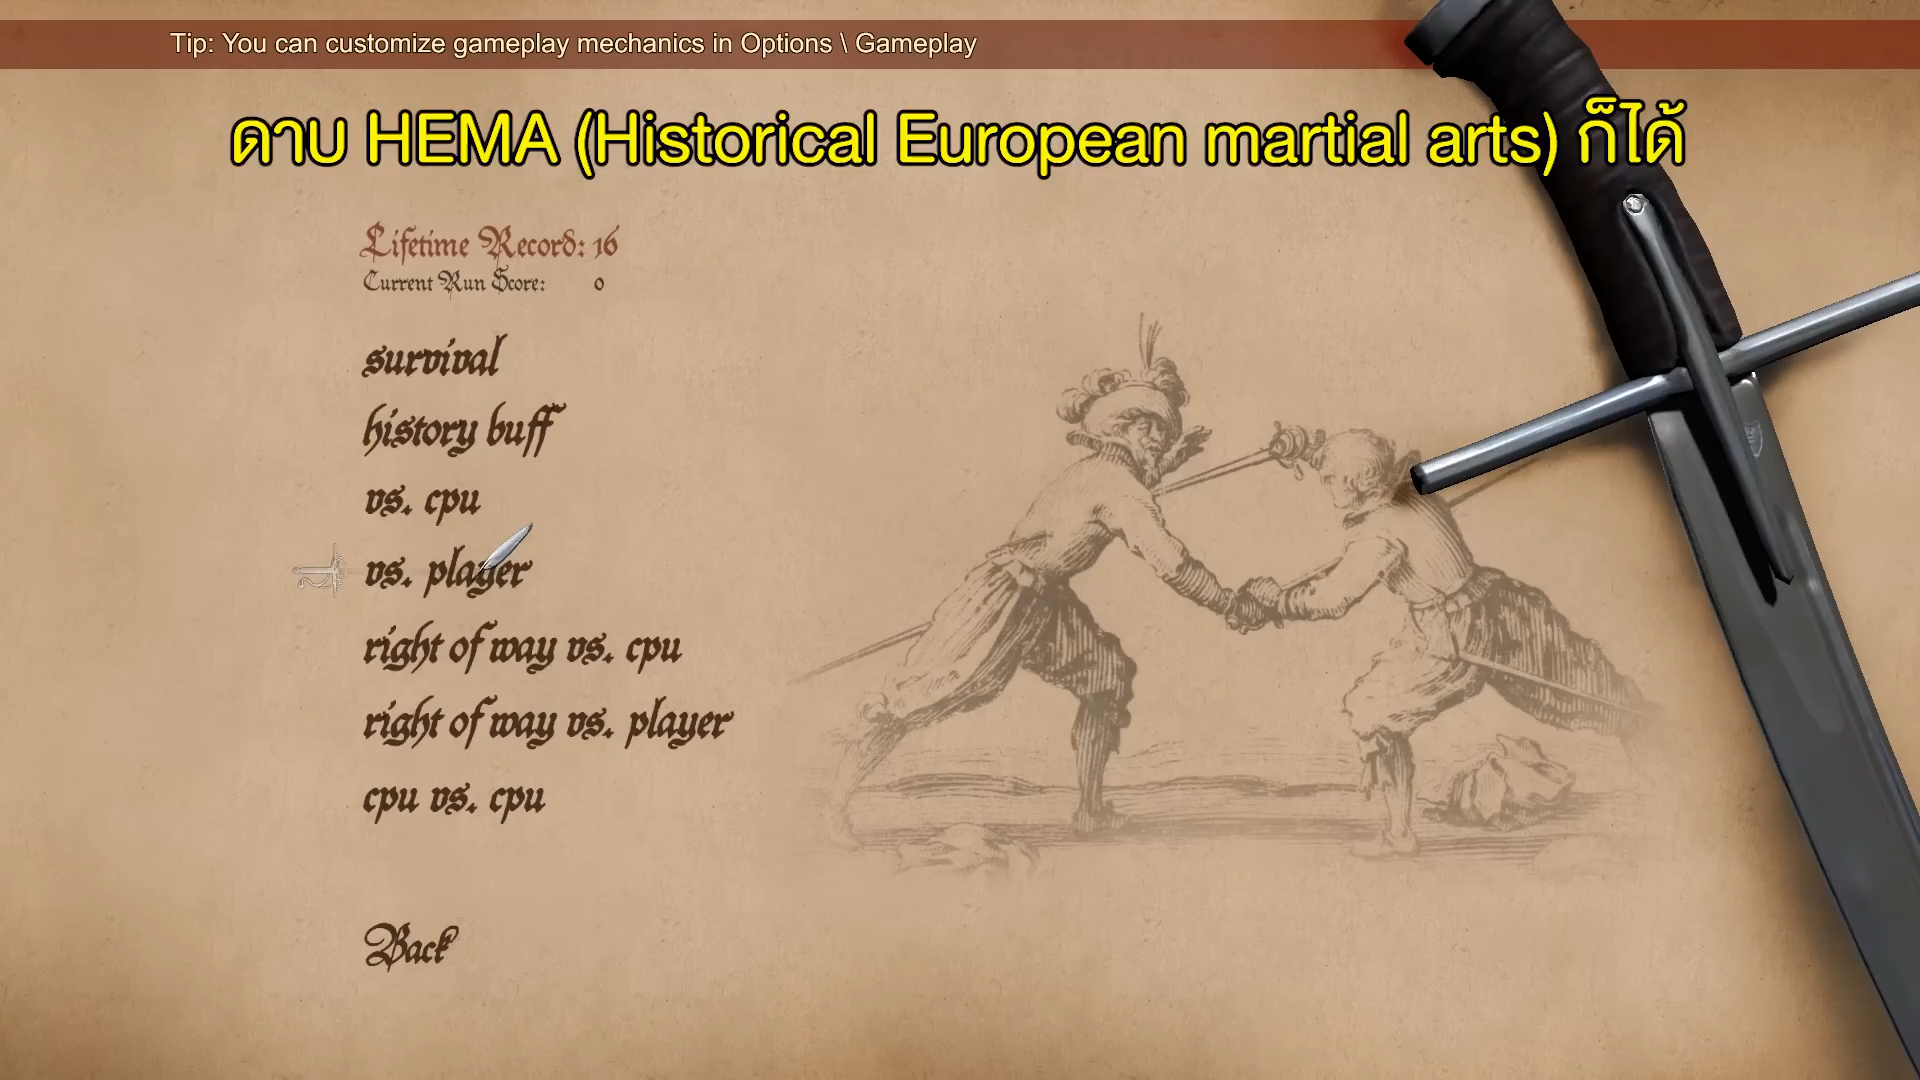 Tip: You can customize gameplay mechanics in Options \ Gameplay
ดาบ HEMA (Historical European martial arts) ก็ได้
Lifetime Record: 16
Current Run Score: 0
survival
history buff
vs. cpu
vs. player
right of way vs. cpu
right of way vs. player
cpu vs. cpu
Back